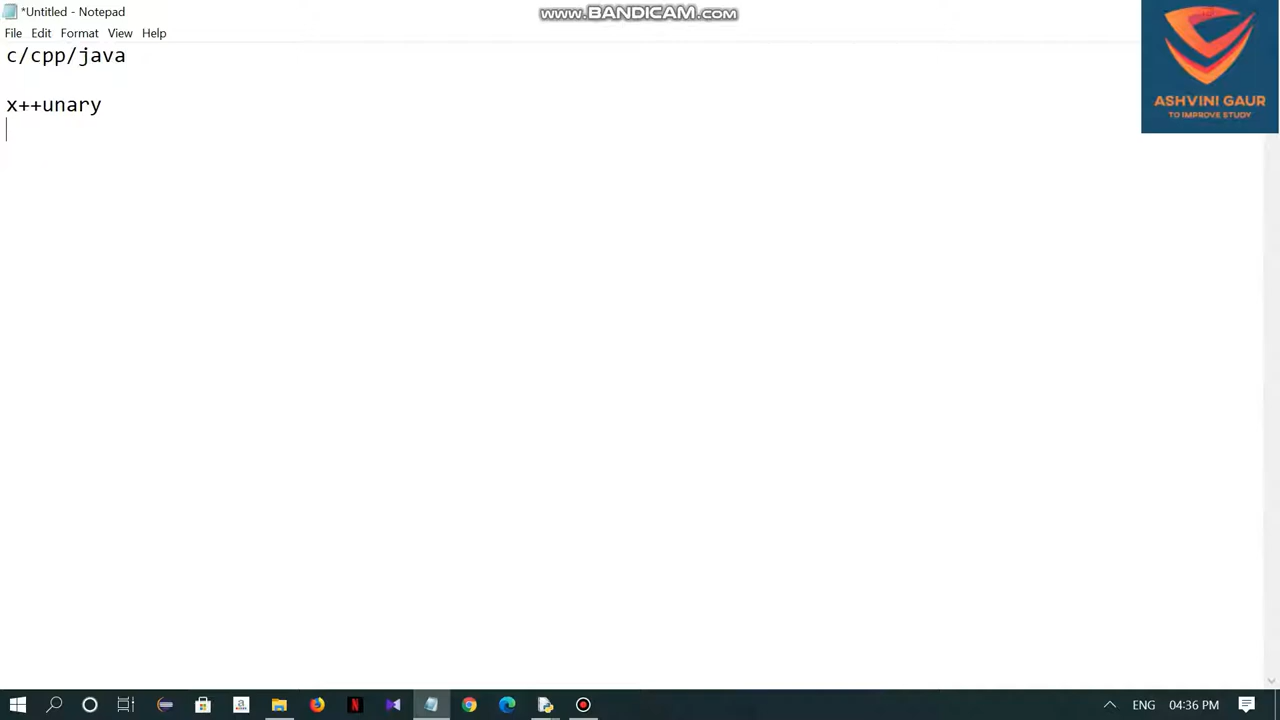 *Untitled - Notepad
www.BANDICAM.com
File Edit Format View Help
c/cpp/java
x++unary
ASHVINI GAUR
TO IMPROVE STUDY
ENG 04:36 PM